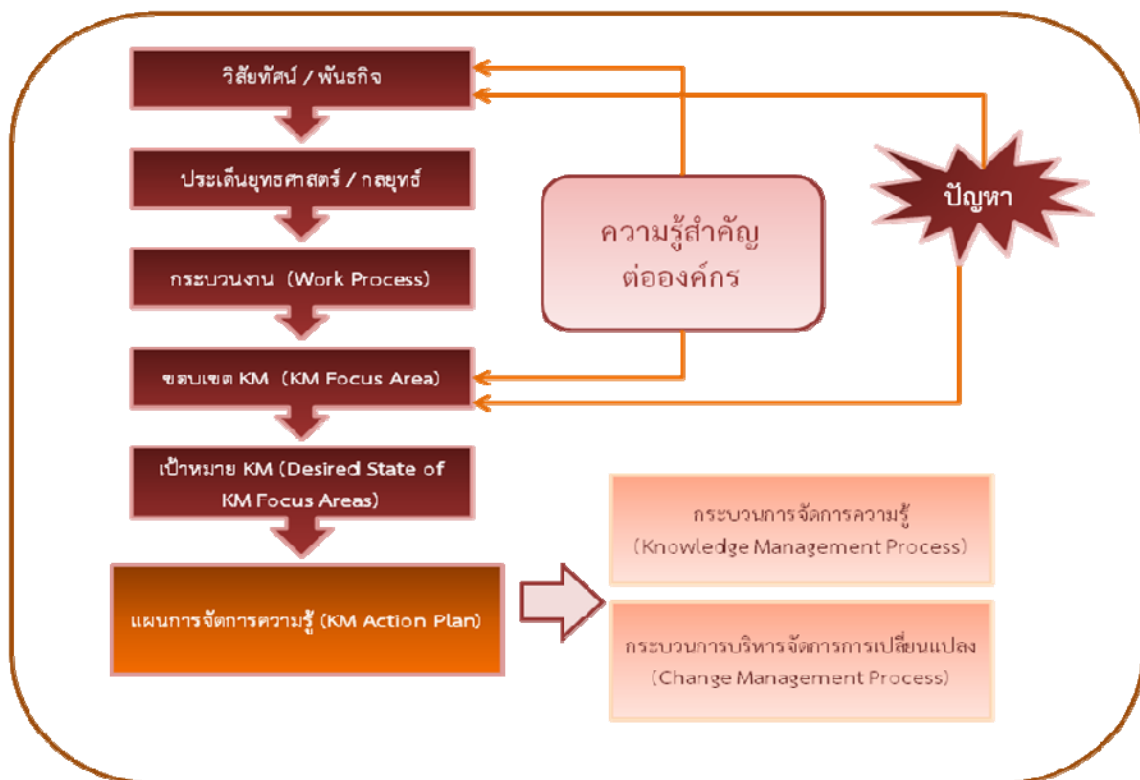 วิสัยทัศน์ / พันธกิจ
ประเด็นยุทธศาสตร์ / กลยุทธ์
กระบวนงาน (Work Process)
ขอบเขต KM (KM Focus Area)
เป้าหมาย KM (Desired State of
KM Focus Areas)
แผนการจัดการความรู้ (KM Action Plan)
ความรู้สำคัญ
ต่อองค์กร
ปัญหา
กระบวนการจัดการความรู้
(Knowledge Management Process)
กระบวนการบริหารจัดการการเปลี่ยนแปลง
(Change Management Process)